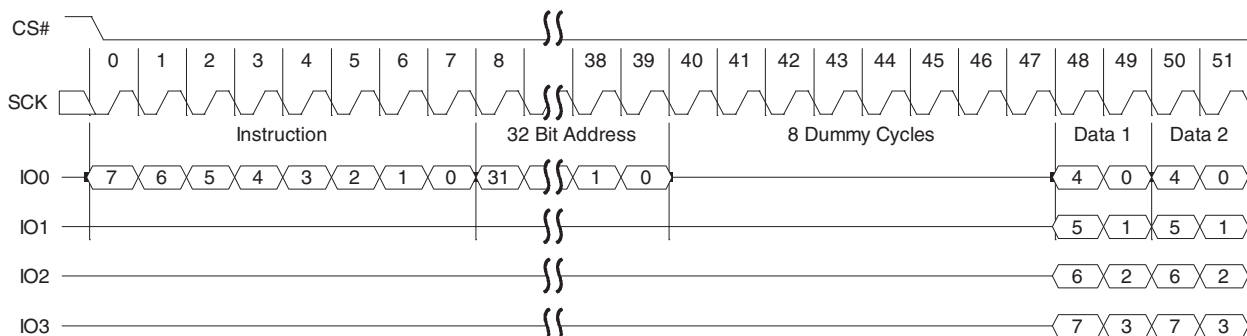 CS#
0 1 2 3 4 5 6 7 8 38 39 40 41 42 43 44 45 46 47 48 49 50 51
SCK
Instruction 32 Bit Address 8 Dummy Cycles Data 1 Data 2
IO0 7 6 5 4 3 2 1 0 31 1 0 4 0 4 0
IO1 5 1 5 1
IO2 6 2 6 2
IO3 7 3 7 3